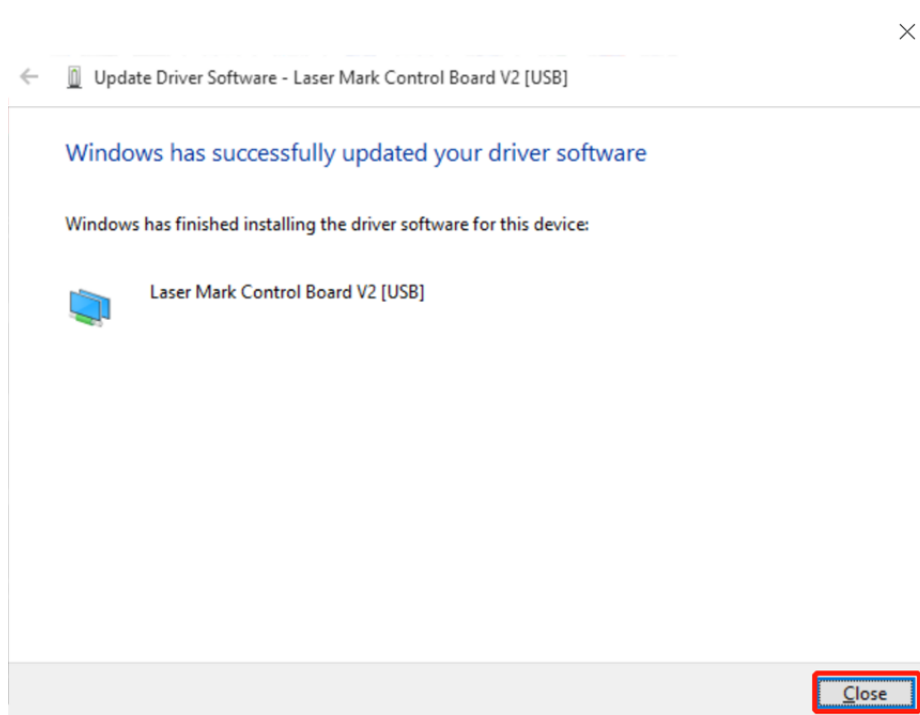 Update Driver Software - Laser Mark Control Board V2 [USB]
Windows has successfully updated your driver software
Windows has finished installing the driver software for this device:
Laser Mark Control Board V2 [USB]
Close